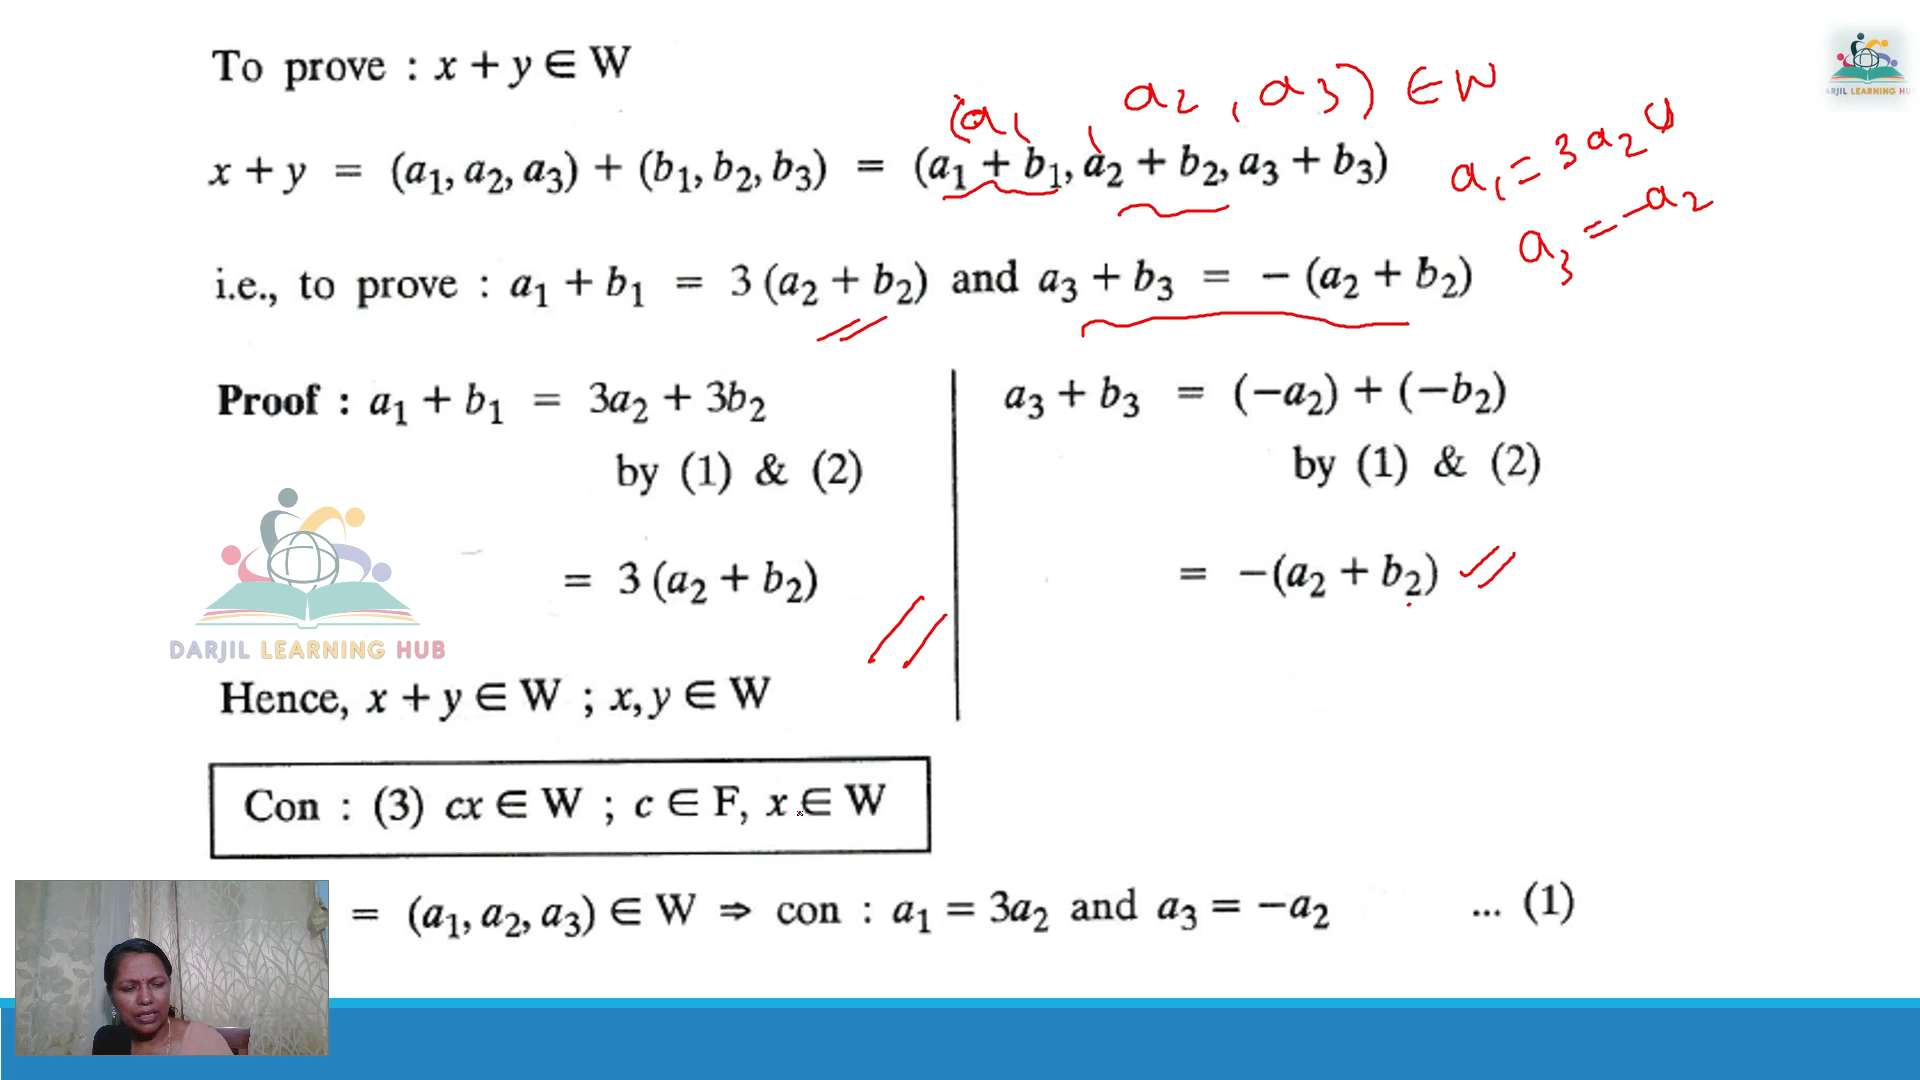 To prove : x + y ∈ W
(a₁ , a₂ , a₃) ∈ W
x + y = (a₁, a₂, a₃) + (b₁, b₂, b₃) = (a₁ + b₁, a₂ + b₂, a₃ + b₃)
a₁ = 3a₂
a₃ = -a₂
i.e., to prove : a₁ + b₁ = 3 (a₂ + b₂) and a₃ + b₃ = − (a₂ + b₂)
Proof : a₁ + b₁ = 3a₂ + 3b₂
by (1) & (2)
= 3 (a₂ + b₂)
a₃ + b₃ = (−a₂) + (−b₂)
by (1) & (2)
= −(a₂ + b₂)
DARJIL LEARNING HUB
Hence, x + y ∈ W ; x, y ∈ W
Con : (3) cx ∈ W ; c ∈ F, x ∈ W
= (a₁, a₂, a₃) ∈ W ⇒ con : a₁ = 3a₂ and a₃ = −a₂ ... (1)